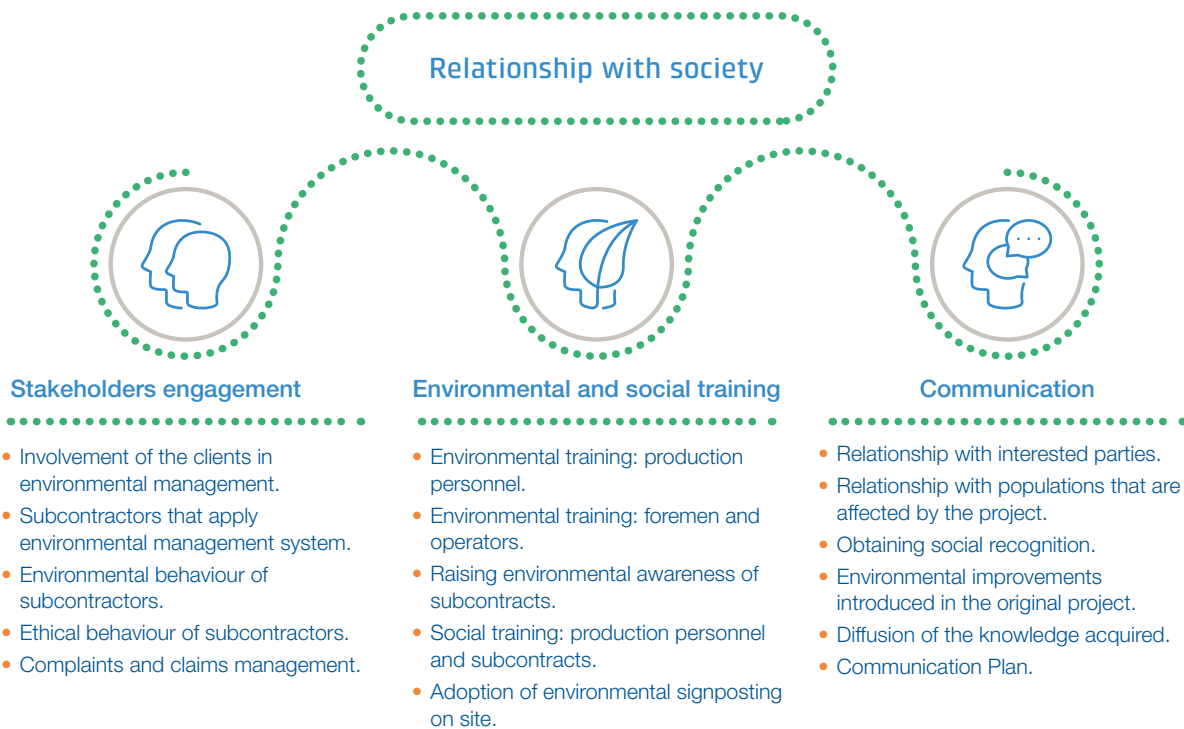 Relationship with society
Stakeholders engagement
• Involvement of the clients in
environmental management.
• Subcontractors that apply
environmental management system.
• Environmental behaviour of
subcontractors.
• Ethical behaviour of subcontractors.
• Complaints and claims management.
Environmental and social training
• Environmental training: production
personnel.
• Environmental training: foremen and
operators.
• Raising environmental awareness of
subcontracts.
• Social training: production personnel
and subcontracts.
• Adoption of environmental signposting
on site.
Communication
• Relationship with interested parties.
• Relationship with populations that are
affected by the project.
• Obtaining social recognition.
• Environmental improvements
introduced in the original project.
• Diffusion of the knowledge acquired.
• Communication Plan.